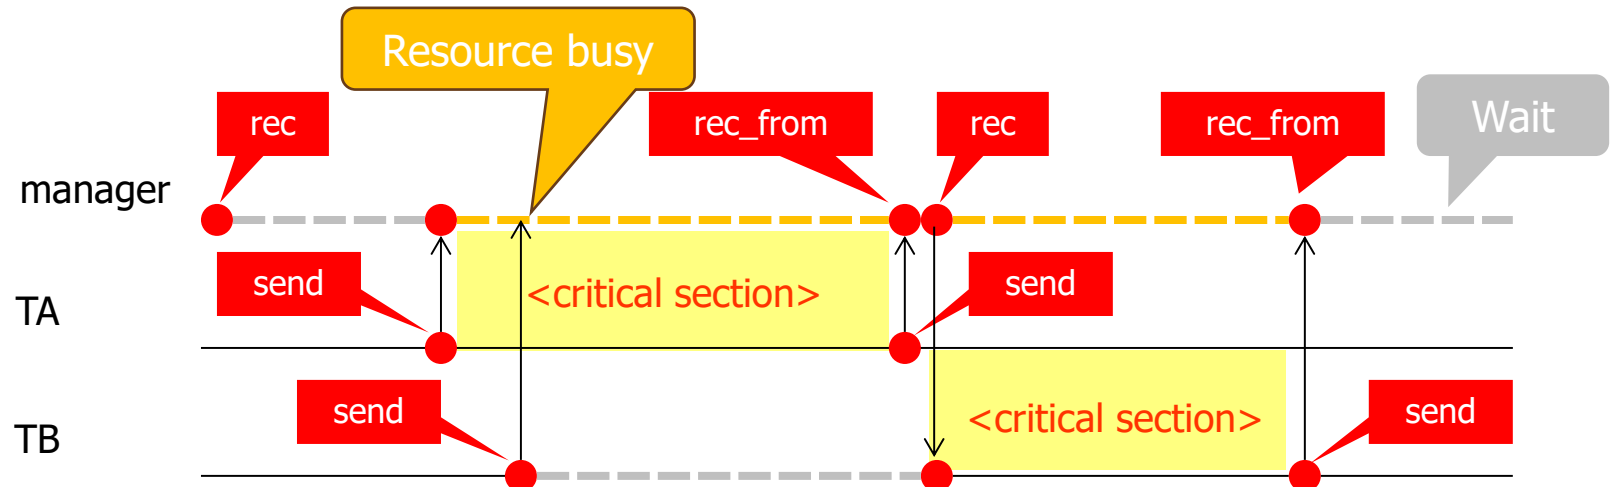 Resource busy
rec
rec_from
rec
rec_from
Wait
manager
send
<critical section>
send
TA
send
<critical section>
send
TB